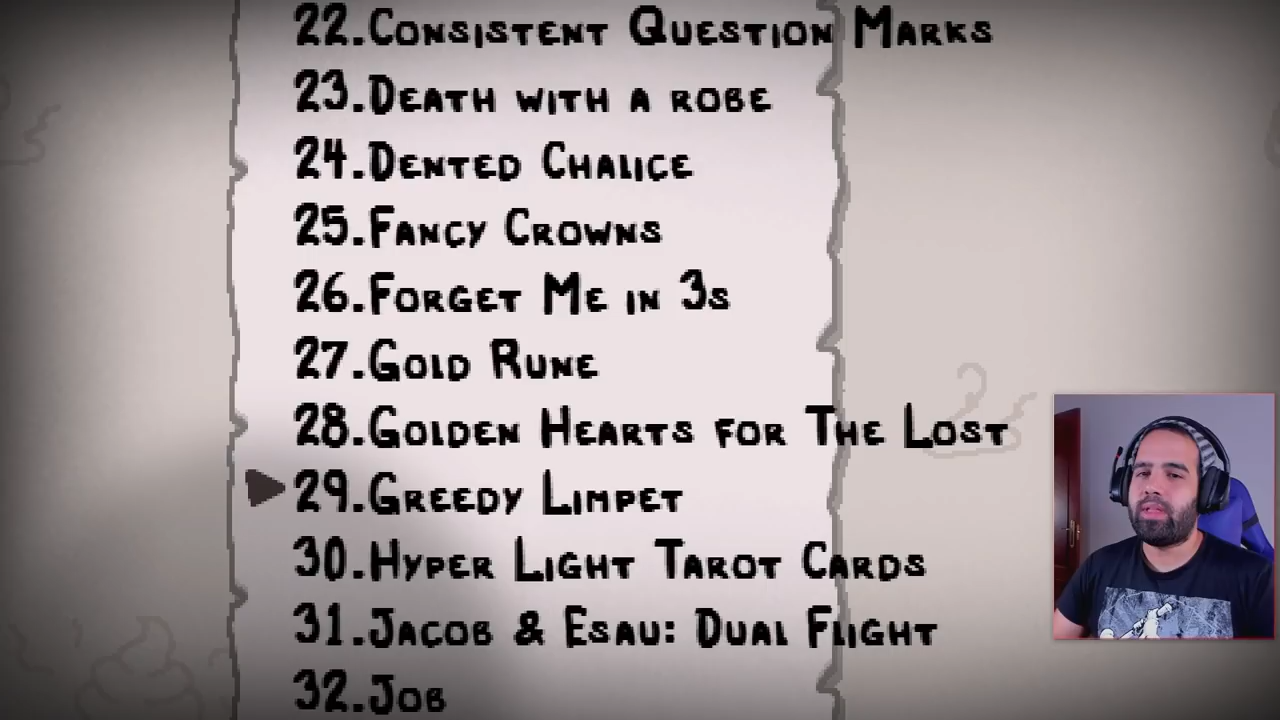 22.Consistent Question Marks
23.Death with a robe
24.Dented Chalice
25.Fancy Crowns
26.Forget Me in 3s
27.Gold Rune
28.Golden Hearts for The Lost
29.Greedy Limpet
30.Hyper Light Tarot Cards
31.Jacob & Esau: Dual Flight
32.Job